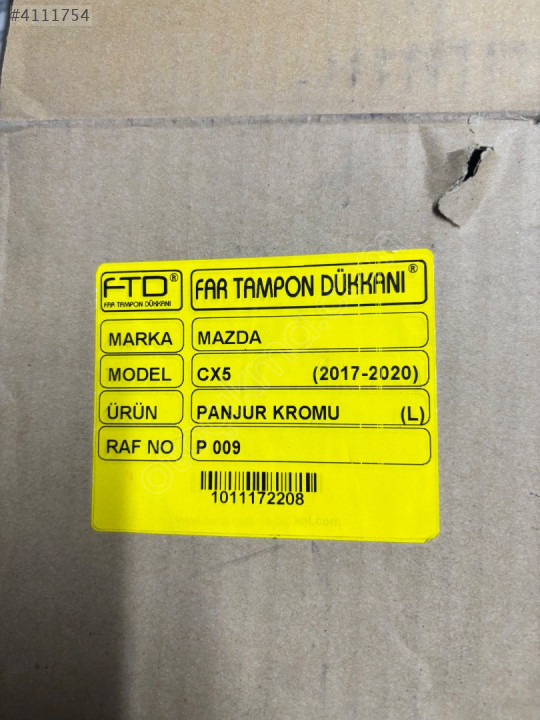 #4111754
FTD®
FAR TAMPON DÜKKANI
FAR TAMPON DÜKKANI®
MARKA MAZDA
MODEL CX5 (2017-2020)
ÜRÜN PANJUR KROMU (L)
RAF NO P 009
1011172208